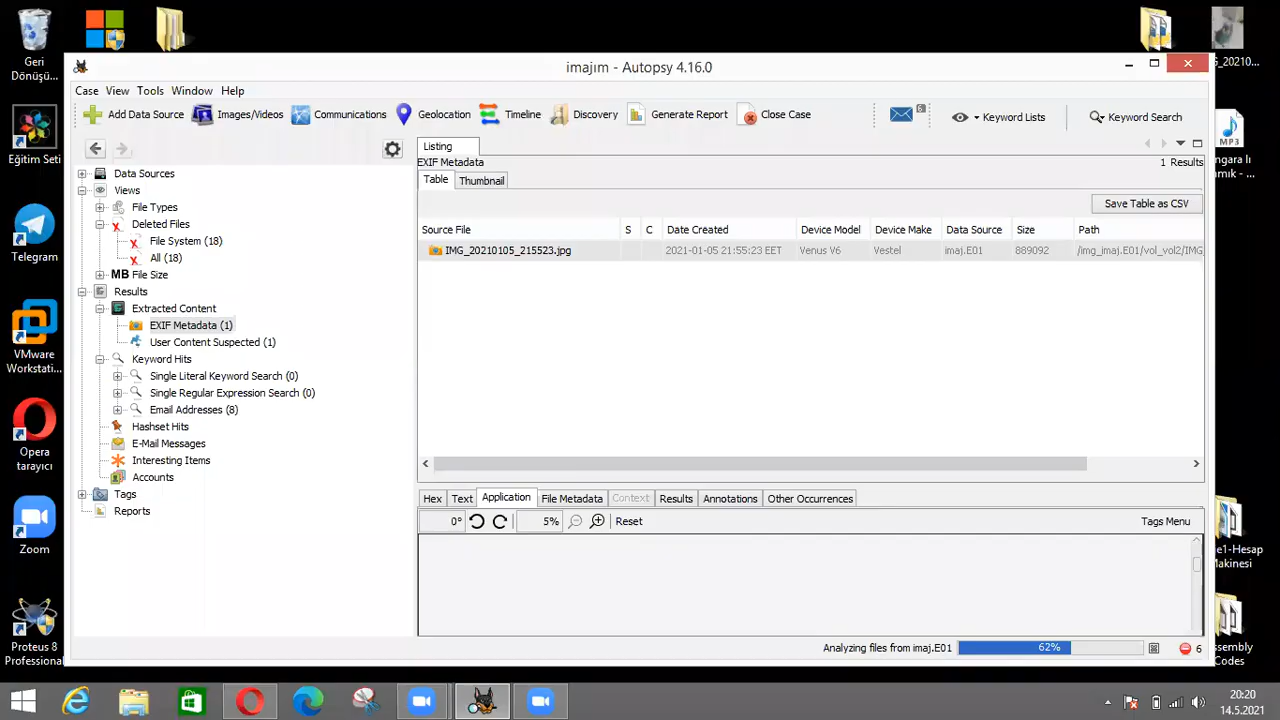 Geri
Dönüşü...
Eğitim Seti
Telegram
VMware
Workstati...
Opera
tarayıcı
Zoom
Proteus 8
Professional
G_20210...
MP3
ngara lı
mık - ...
e1-Hesap
Makinesi
ssembly
Codes
imajım - Autopsy 4.16.0
Case View Tools Window Help
Add Data Source Images/Videos Communications Geolocation Timeline Discovery Generate Report Close Case Keyword Lists Keyword Search
Data Sources
Views
File Types
Deleted Files
File System (18)
All (18)
MB File Size
Results
Extracted Content
EXIF Metadata (1)
User Content Suspected (1)
Keyword Hits
Single Literal Keyword Search (0)
Single Regular Expression Search (0)
Email Addresses (8)
Hashset Hits
E-Mail Messages
Interesting Items
Accounts
Tags
Reports
Listing
EXIF Metadata 1 Results
Table Thumbnail
Save Table as CSV
Source File S C Date Created Device Model Device Make Data Source Size Path
IMG_20210105_215523.jpg 2021-01-05 21:55:23 E Venus V6 Vestel imaj.E01 889092 /img_imaj.E01/vol_vol2/IMG
Hex Text Application File Metadata Context Results Annotations Other Occurrences
0° 5% Reset Tags Menu
Analyzing files from imaj.E01 62% 6
20:20
14.5.2021